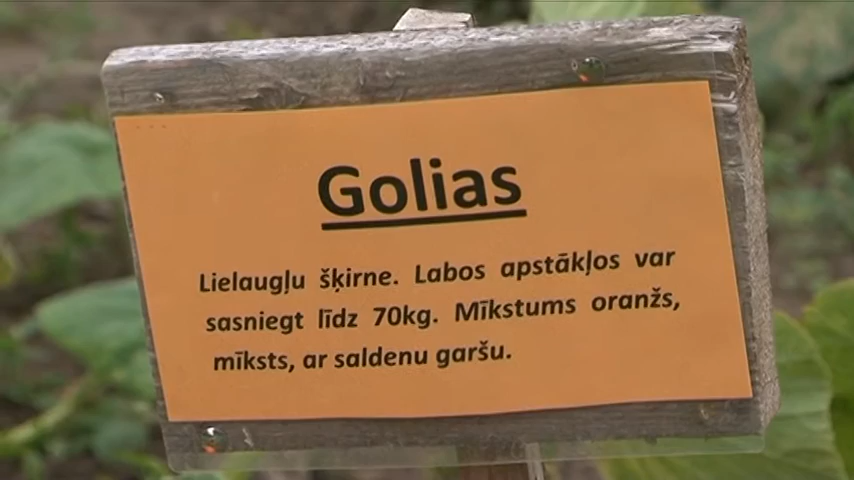 Golias
Lielaugļu šķirne. Labos apstākļos var
sasniegt līdz 70kg. Mīkstums oranžs,
mīksts, ar saldenu garšu.